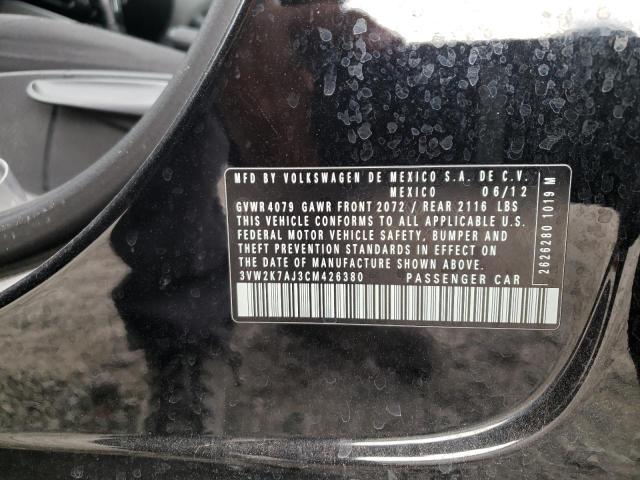 MFD BY VOLKSWAGEN DE MEXICO S.A. DE C.V.
MEXICO 06/12
GVWR 4079 GAWR FRONT 2072 / REAR 2116 LBS
THIS VEHICLE CONFORMS TO ALL APPLICABLE U.S.
FEDERAL MOTOR VEHICLE SAFETY, BUMPER AND
THEFT PREVENTION STANDARDS IN EFFECT ON
THE DATE OF MANUFACTURE SHOWN ABOVE.
3VW2K7AJ3CM426380 PASSENGER CAR
2626280 1019 M